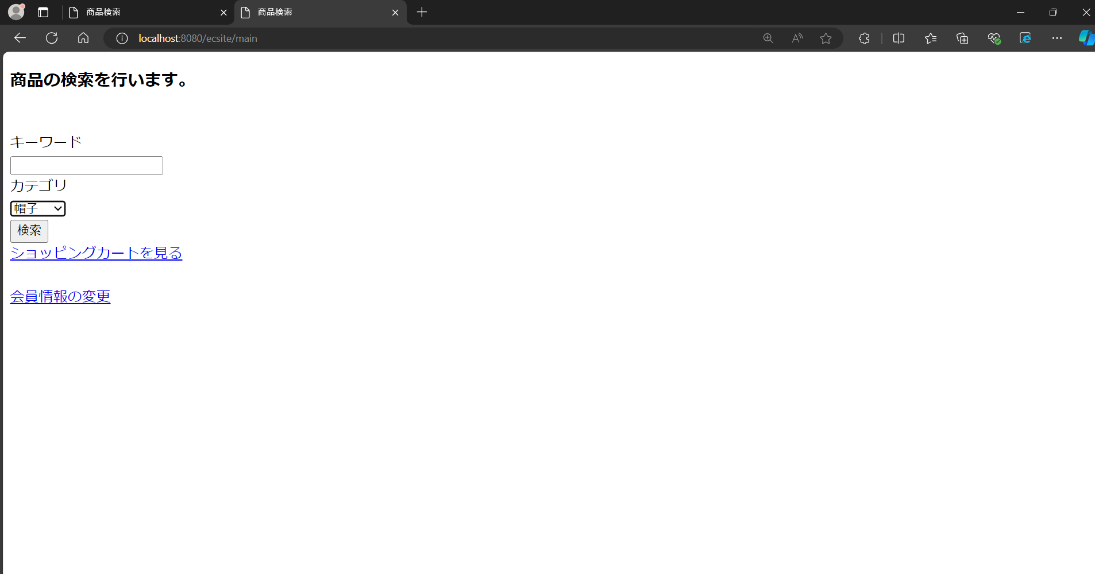 商品検索
商品検索
localhost:8080/ecsite/main
商品の検索を行います。
キーワード
カテゴリ
帽子
検索
ショッピングカートを見る
会員情報の変更